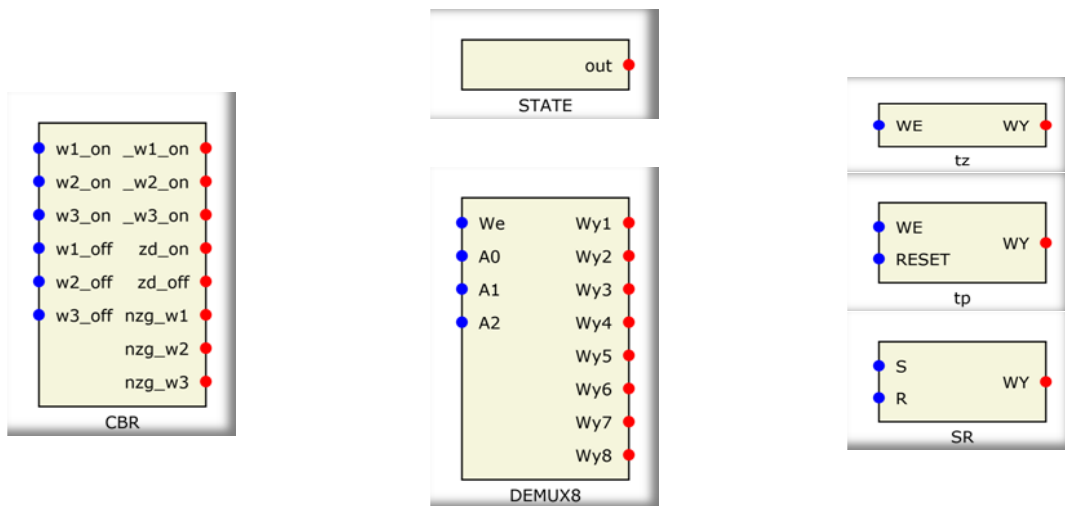 w1_on _w1_on
w2_on _w2_on
w3_on _w3_on
w1_off zd_on
w2_off zd_off
w3_off nzg_w1
nzg_w2
nzg_w3
CBR
out
STATE
We Wy1
A0 Wy2
A1 Wy3
A2 Wy4
Wy5
Wy6
Wy7
Wy8
DEMUX8
WE WY
tz
WE
WY
RESET
tp
S
WY
R
SR